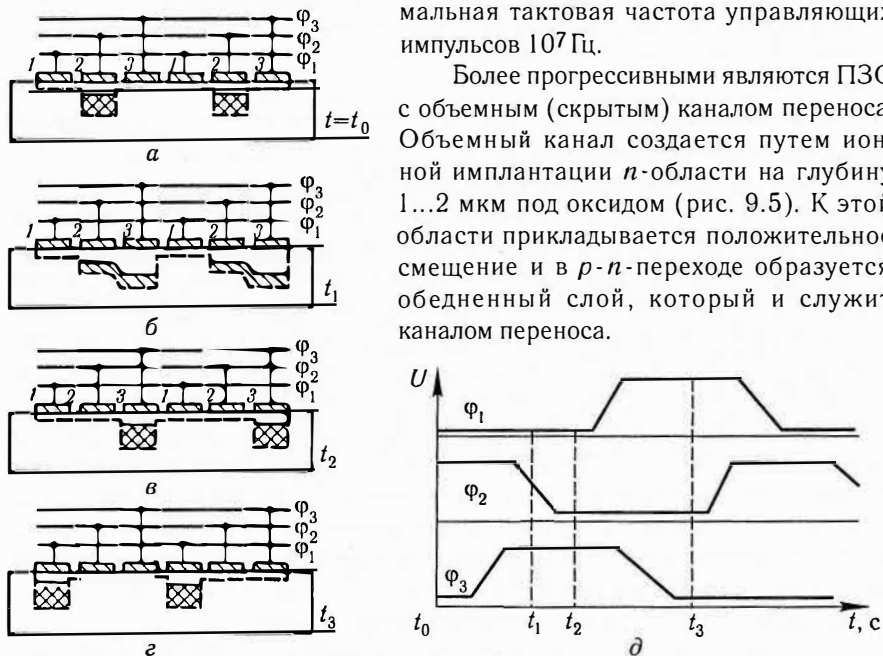 φ3
φ2
φ1
1 2 3 1 2 3
t=t0
а
φ3
φ2
φ1
1 2 3 1 2 3
t1
б
φ3
φ2
φ1
1 2 3 1 2 3
t2
в
φ3
φ2
φ1
t3
г
мальная тактовая частота управляющих
импульсов 10⁷ Гц.
Более прогрессивными являются ПЗС
с объемным (скрытым) каналом переноса
Объемный канал создается путем ион
ной имплантации n-области на глубину
1...2 мкм под оксидом (рис. 9.5). К этой
области прикладывается положительное
смещение и в p-n-переходе образуется
обедненный слой, который и служит
каналом переноса.
U
φ1
φ2
φ3
t0 t1 t2 t3 t, с
д